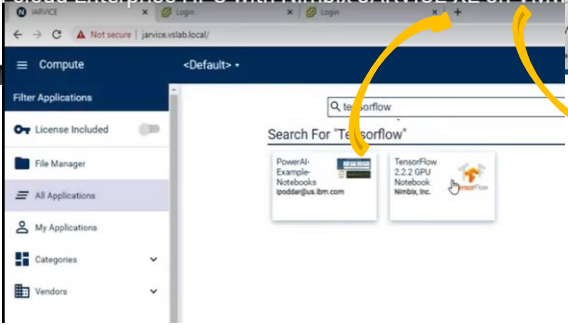 JARVICE
Login
Login
Not secure | jarvice.vslab.local/
Compute
<Default>
Filter Applications
tensorflow
License Included
Search For "Tensorflow"
File Manager
PowerAI-
Example-
Notebooks
lpoddar@us.ibm.com
TensorFlow
2.2.2 GPU
Notebook
Nimbix, Inc.
TensorFlow
All Applications
My Applications
Categories
Vendors